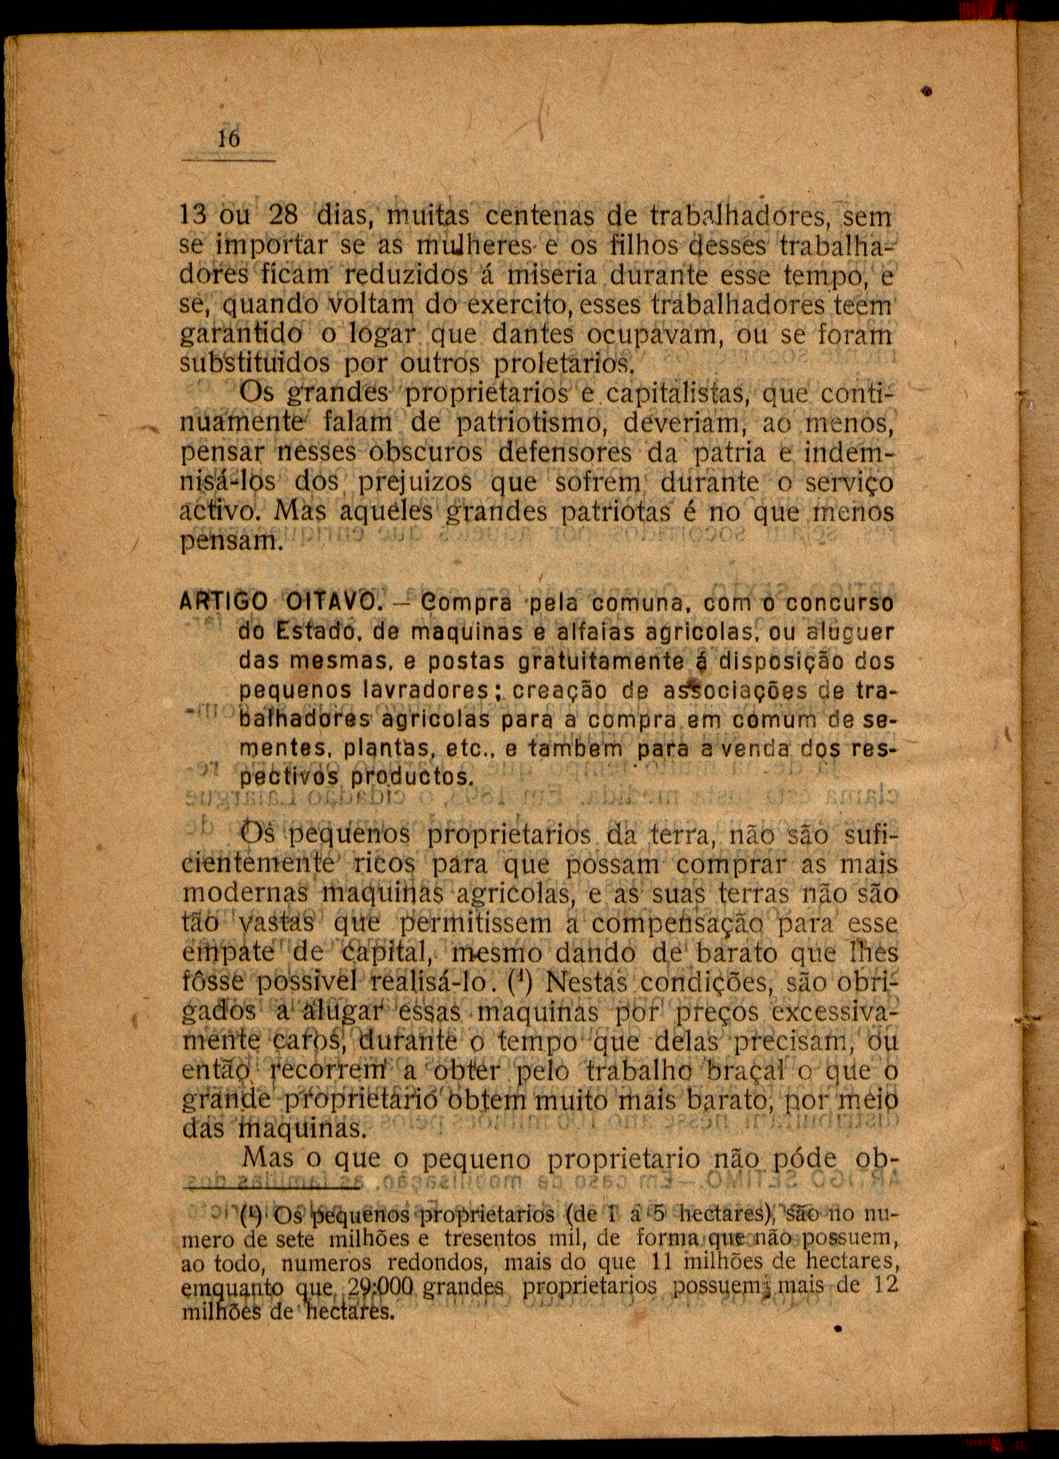 16
13 ou 28 dias, muitas centenas de trabalhadores, sem
se importar se as mulheres e os filhos desses trabalha-
dores ficam reduzidos á miseria durante esse tempo, e
se, quando voltam do exercito, esses trabalhadores teem
garantido o logar que dantes ocupavam, ou se foram
substituidos por outros proletarios.
Os grandes proprietarios e capitalistas, que conti-
nuamente falam de patriotismo, deveriam, ao menos,
pensar nesses obscuros defensores da patria e indem-
nisá-los dos prejuizos que sofrem durante o serviço
activo. Mas aqueles grandes patriotas é no que menos
pensam.
ARTIGO OITAVO. — Compra pela comuna, com o concurso
do Estado, de maquinas e alfaias agricolas, ou aluguer
das mesmas, e postas gratuitamente á disposição dos
pequenos lavradores; creação de associações de tra-
balhadores agricolas para a compra em comum de se-
mentes, plantas, etc., e tambem para a venda dos res-
pectivos productos.
Os pequenos proprietarios da terra, não são sufi-
cientemente ricos para que possam comprar as mais
modernas maquinas agricolas, e as suas terras não são
tão vastas que permitissem a compensação para esse
empate de capital, mesmo dando de barato que lhes
fôsse possivel realisá-lo. (¹) Nestas condições, são obri-
gados a alugar essas maquinas por preços excessiva-
mente caros, durante o tempo que delas precisam, ou
então recorrem a obter pelo trabalho braçal o que o
grande proprietário obtem muito mais barato, por meio
das maquinas.
Mas o que o pequeno proprietario não póde ob-
(¹) Os pequenos proprietarios (de 1 a 5 hectares), são no nu-
mero de sete milhões e tresentos mil, de forma que não possuem,
ao todo, numeros redondos, mais do que 11 milhões de hectares,
emquanto que 29:000 grandes proprietarios possuem mais de 12
milhões de hectares.